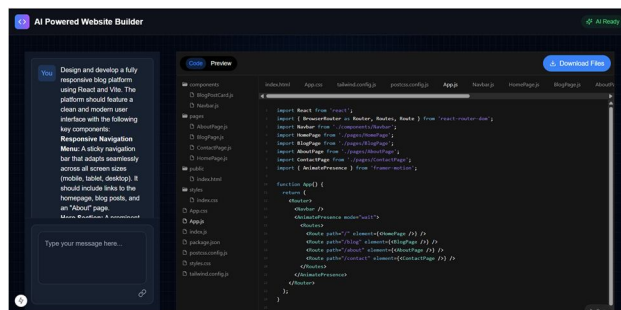 AI Powered Website Builder
AI Ready
You
Design and develop a fully
responsive blog platform
using React and Vite. The
platform should feature a
clean and modern user
interface with the following
key components:
Responsive Navigation
Menu: A sticky navigation
bar that adapts seamlessly
across all screen sizes
(mobile, tablet, desktop). It
should include links to the
homepage, blog posts, and
an "About" page.
Hero Section: A prominent
Type your message here...
Code Preview
Download Files
components
BlogPostCard.js
Navbar.js
pages
AboutPage.js
BlogPage.js
ContactPage.js
HomePage.js
public
index.html
styles
index.css
App.css
App.js
index.js
package.json
postcss.config.js
styles.css
tailwind.config.js
index.html App.css tailwind.config.js postcss.config.js App.js Navbar.js HomePage.js BlogPage.js AboutP
import React from 'react';
import { BrowserRouter as Router, Routes, Route } from 'react-router-dom';
import Navbar from './components/Navbar';
import HomePage from './pages/HomePage';
import BlogPage from './pages/BlogPage';
import AboutPage from './pages/AboutPage';
import ContactPage from './pages/ContactPage';
import { AnimatePresence } from 'framer-motion';
function App() {
return (
<Router>
<Navbar />
<AnimatePresence mode="wait">
<Routes>
<Route path="/" element={<HomePage />} />
<Route path="/blog" element={<BlogPage />} />
<Route path="/about" element={<AboutPage />} />
<Route path="/contact" element={<ContactPage />} />
</Routes>
</AnimatePresence>
</Router>
);
}